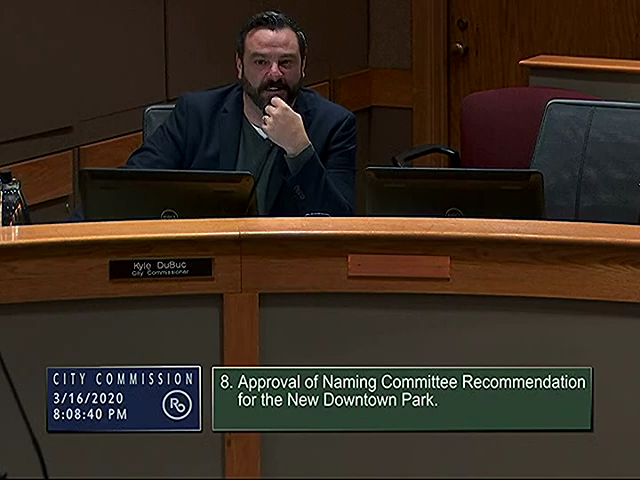 Kyle DuBuc
City Commissioner
CITY COMMISSION
3/16/2020
8:08:40 PM
RO
8. Approval of Naming Committee Recommendation
for the New Downtown Park.